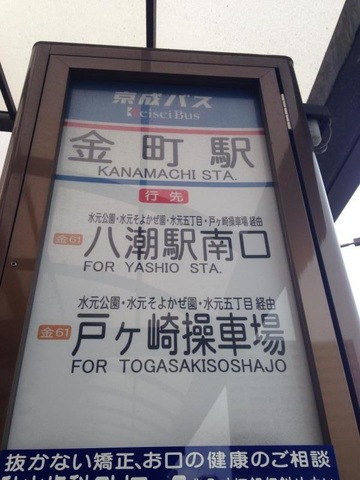 京成バス
KeiseiBus
金町駅
KANAMACHI STA.
行先
水元公園・水元そよかぜ園・水元五丁目・戸ヶ崎操車場 経由
金61 八潮駅南口
FOR YASHIO STA.
水元公園・水元そよかぜ園・水元五丁目 経由
金61 戸ヶ崎操車場
FOR TOGASAKISOSHAJO
抜かない矯正、お口の健康のご相談